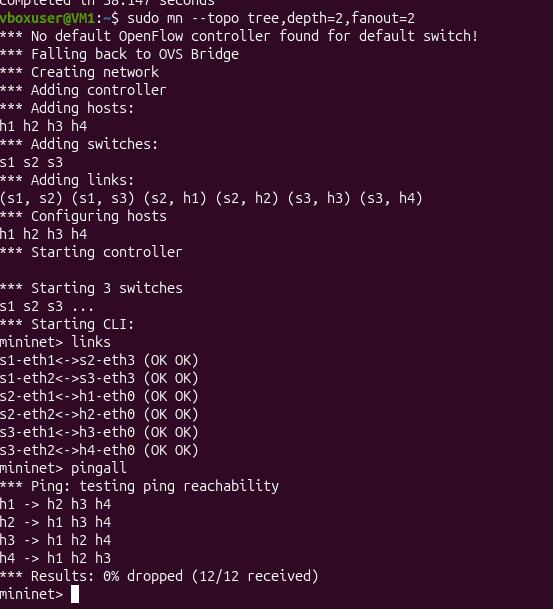 completed in 38.147 seconds
vboxuser@VM1:~$ sudo mn --topo tree,depth=2,fanout=2
*** No default OpenFlow controller found for default switch!
*** Falling back to OVS Bridge
*** Creating network
*** Adding controller
*** Adding hosts:
h1 h2 h3 h4
*** Adding switches:
s1 s2 s3
*** Adding links:
(s1, s2) (s1, s3) (s2, h1) (s2, h2) (s3, h3) (s3, h4)
*** Configuring hosts
h1 h2 h3 h4
*** Starting controller

*** Starting 3 switches
s1 s2 s3 ...
*** Starting CLI:
mininet> links
s1-eth1<->s2-eth3 (OK OK)
s1-eth2<->s3-eth3 (OK OK)
s2-eth1<->h1-eth0 (OK OK)
s2-eth2<->h2-eth0 (OK OK)
s3-eth1<->h3-eth0 (OK OK)
s3-eth2<->h4-eth0 (OK OK)
mininet> pingall
*** Ping: testing ping reachability
h1 -> h2 h3 h4
h2 -> h1 h3 h4
h3 -> h1 h2 h4
h4 -> h1 h2 h3
*** Results: 0% dropped (12/12 received)
mininet>